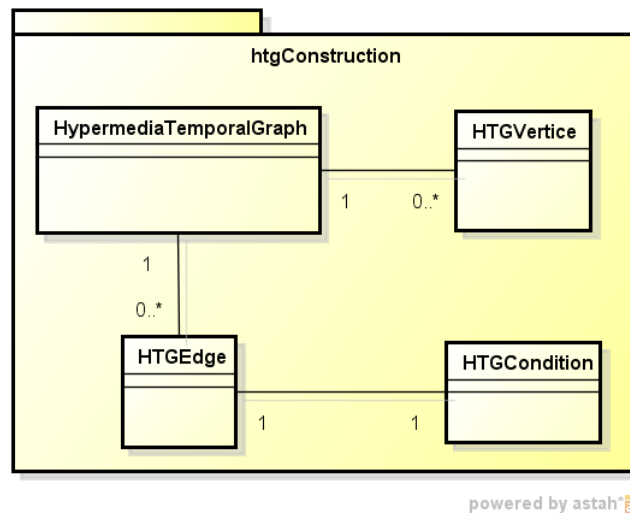 htgConstruction
HypermediaTemporalGraph
HTGVertice
1
0..*
1
0..*
HTGEdge
HTGCondition
1
1
powered by astah*